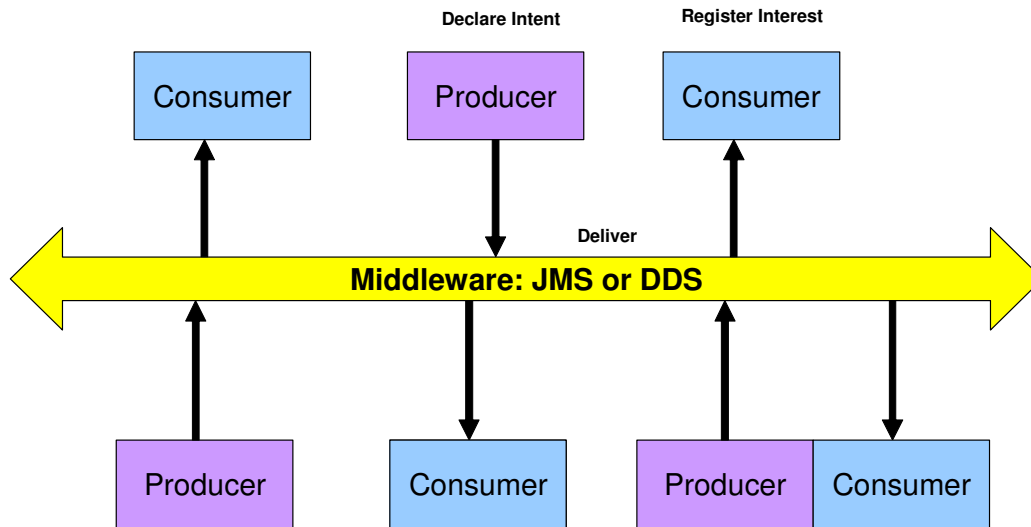 Declare Intent
Register Interest
Consumer
Producer
Consumer
Deliver
Middleware: JMS or DDS
Producer
Consumer
Producer
Consumer